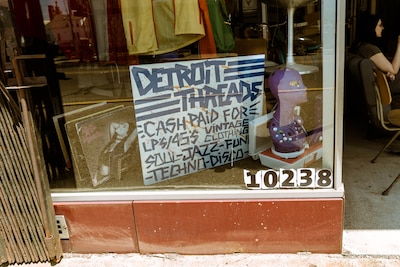 DETROIT
THREADS
CASH PAID FOR
LP'S/45'S VINTAGE CLOTHING
SOUL-JAZZ-FUNK
TECHNO-DISCO-
10238